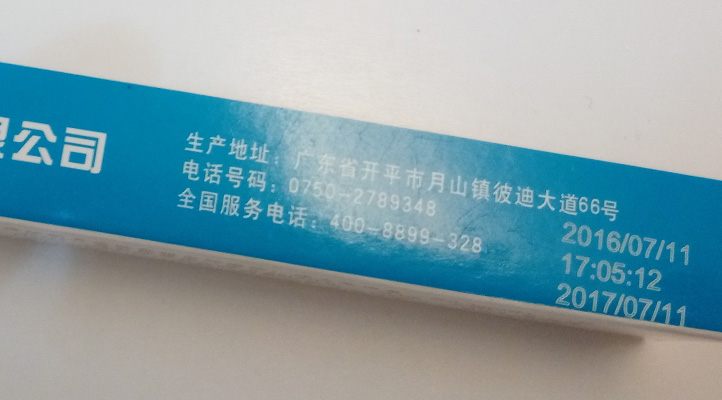 公司
生产地址：广东省开平市月山镇彼迪大道66号
电话号码：0750-2789348
全国服务电话：400-8899-328
2016/07/11
17:05:12
2017/07/11